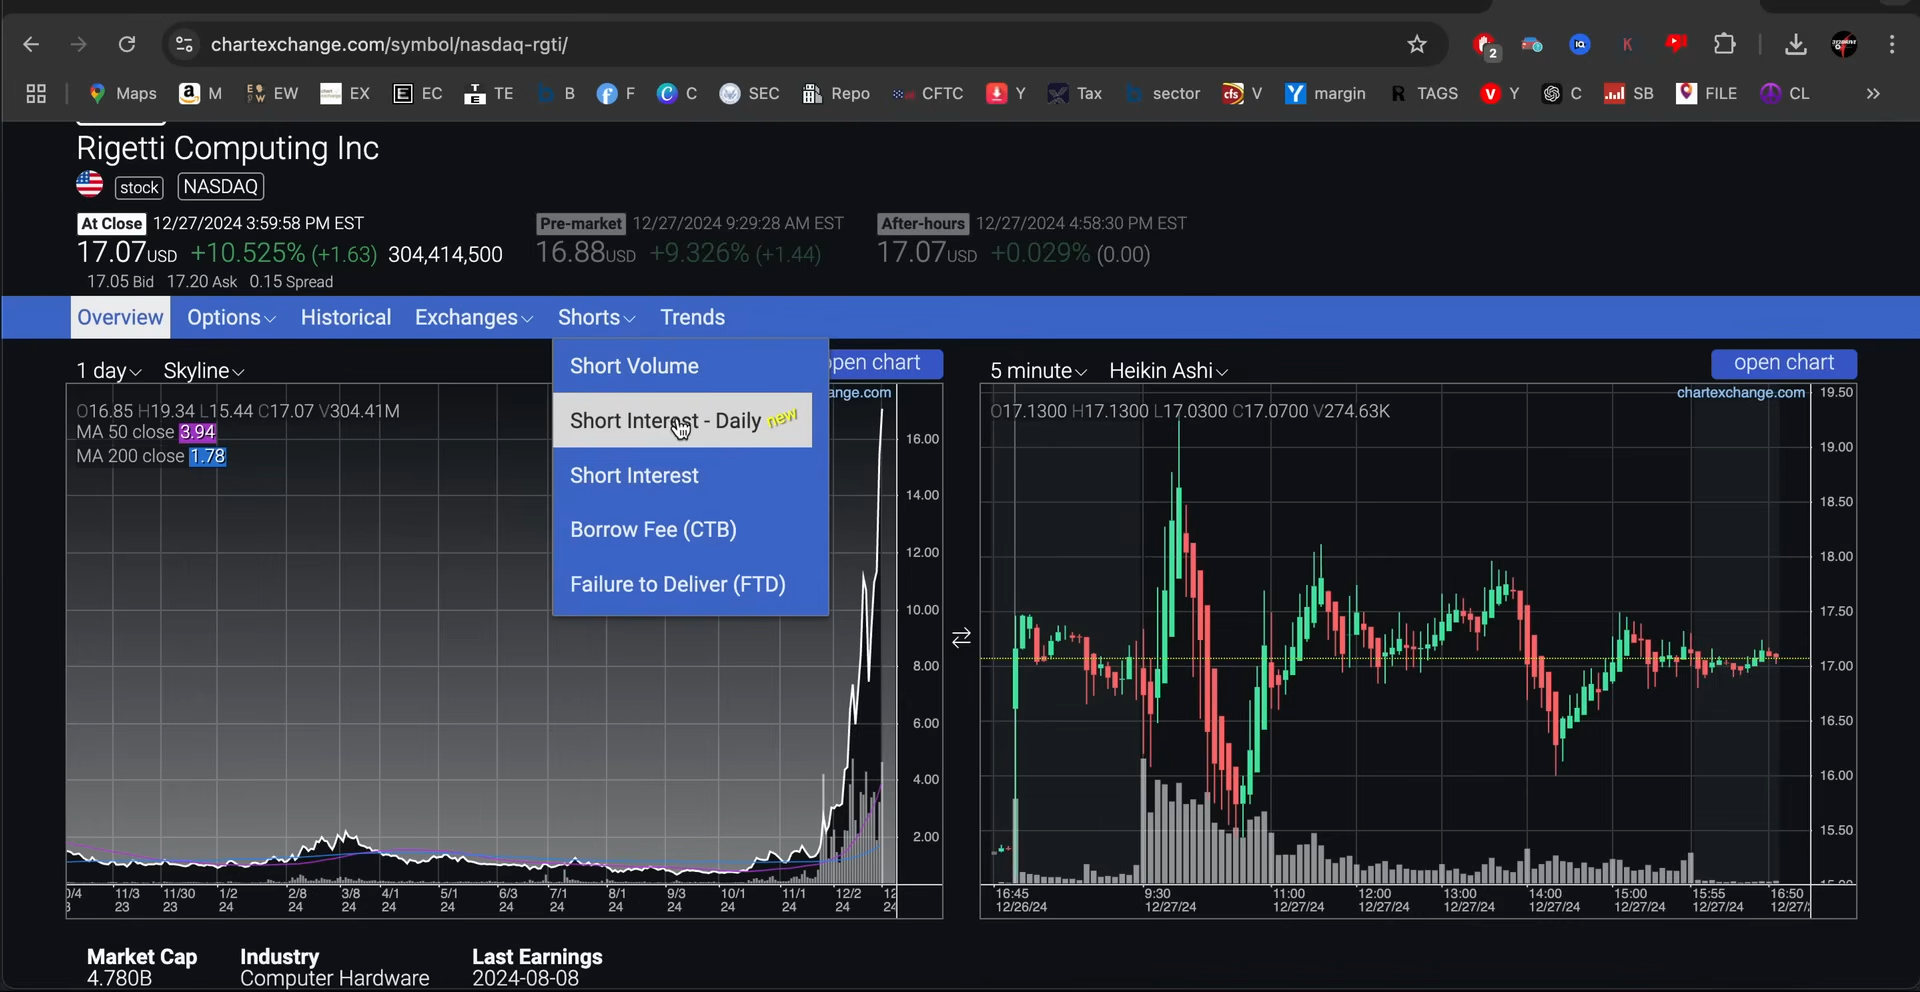 chartexchange.com/symbol/nasdaq-rgti/
2
Maps
M
EW
EX
EC
TE
B
F
C
SEC
Repo
CFTC
Y
Tax
sector
V
margin
TAGS
Y
C
SB
FILE
CL
Rigetti Computing Inc
stock NASDAQ
At Close 12/27/2024 3:59:58 PM EST
17.07USD +10.525% (+1.63) 304,414,500
17.05 Bid 17.20 Ask 0.15 Spread
Pre-market 12/27/2024 9:29:28 AM EST
16.88USD +9.326% (+1.44)
After-hours 12/27/2024 4:58:30 PM EST
17.07USD +0.029% (0.00)
Overview Options Historical Exchanges Shorts Trends
Short Volume
Short Interest - Daily new
Short Interest
Borrow Fee (CTB)
Failure to Deliver (FTD)
1 day Skyline
open chart
O16.85 H19.34 L15.44 C17.07 V304.41M
MA 50 close 3.94
MA 200 close 1.78
ange.com
16.00
14.00
12.00
10.00
8.00
6.00
4.00
2.00
0/4 11/3 11/30 1/2 2/8 3/8 4/1 5/1 6/3 7/1 8/1 9/3 10/1 11/1 12/2 12
3 23 23 24 24 24 24 24 24 24 24 24 24 24 24 24
5 minute Heikin Ashi
open chart
chartexchange.com
O17.1300 H17.1300 L17.0300 C17.0700 V274.63K
19.50
19.00
18.50
18.00
17.50
17.00
16.50
16.00
15.50
15.00
16:45 9:30 11:00 12:00 13:00 14:00 15:00 15:55 16:50
12/26/24 12/27/24 12/27/24 12/27/24 12/27/24 12/27/24 12/27/24 12/27/24 12/27/
Market Cap Industry Last Earnings
4.780B Computer Hardware 2024-08-08